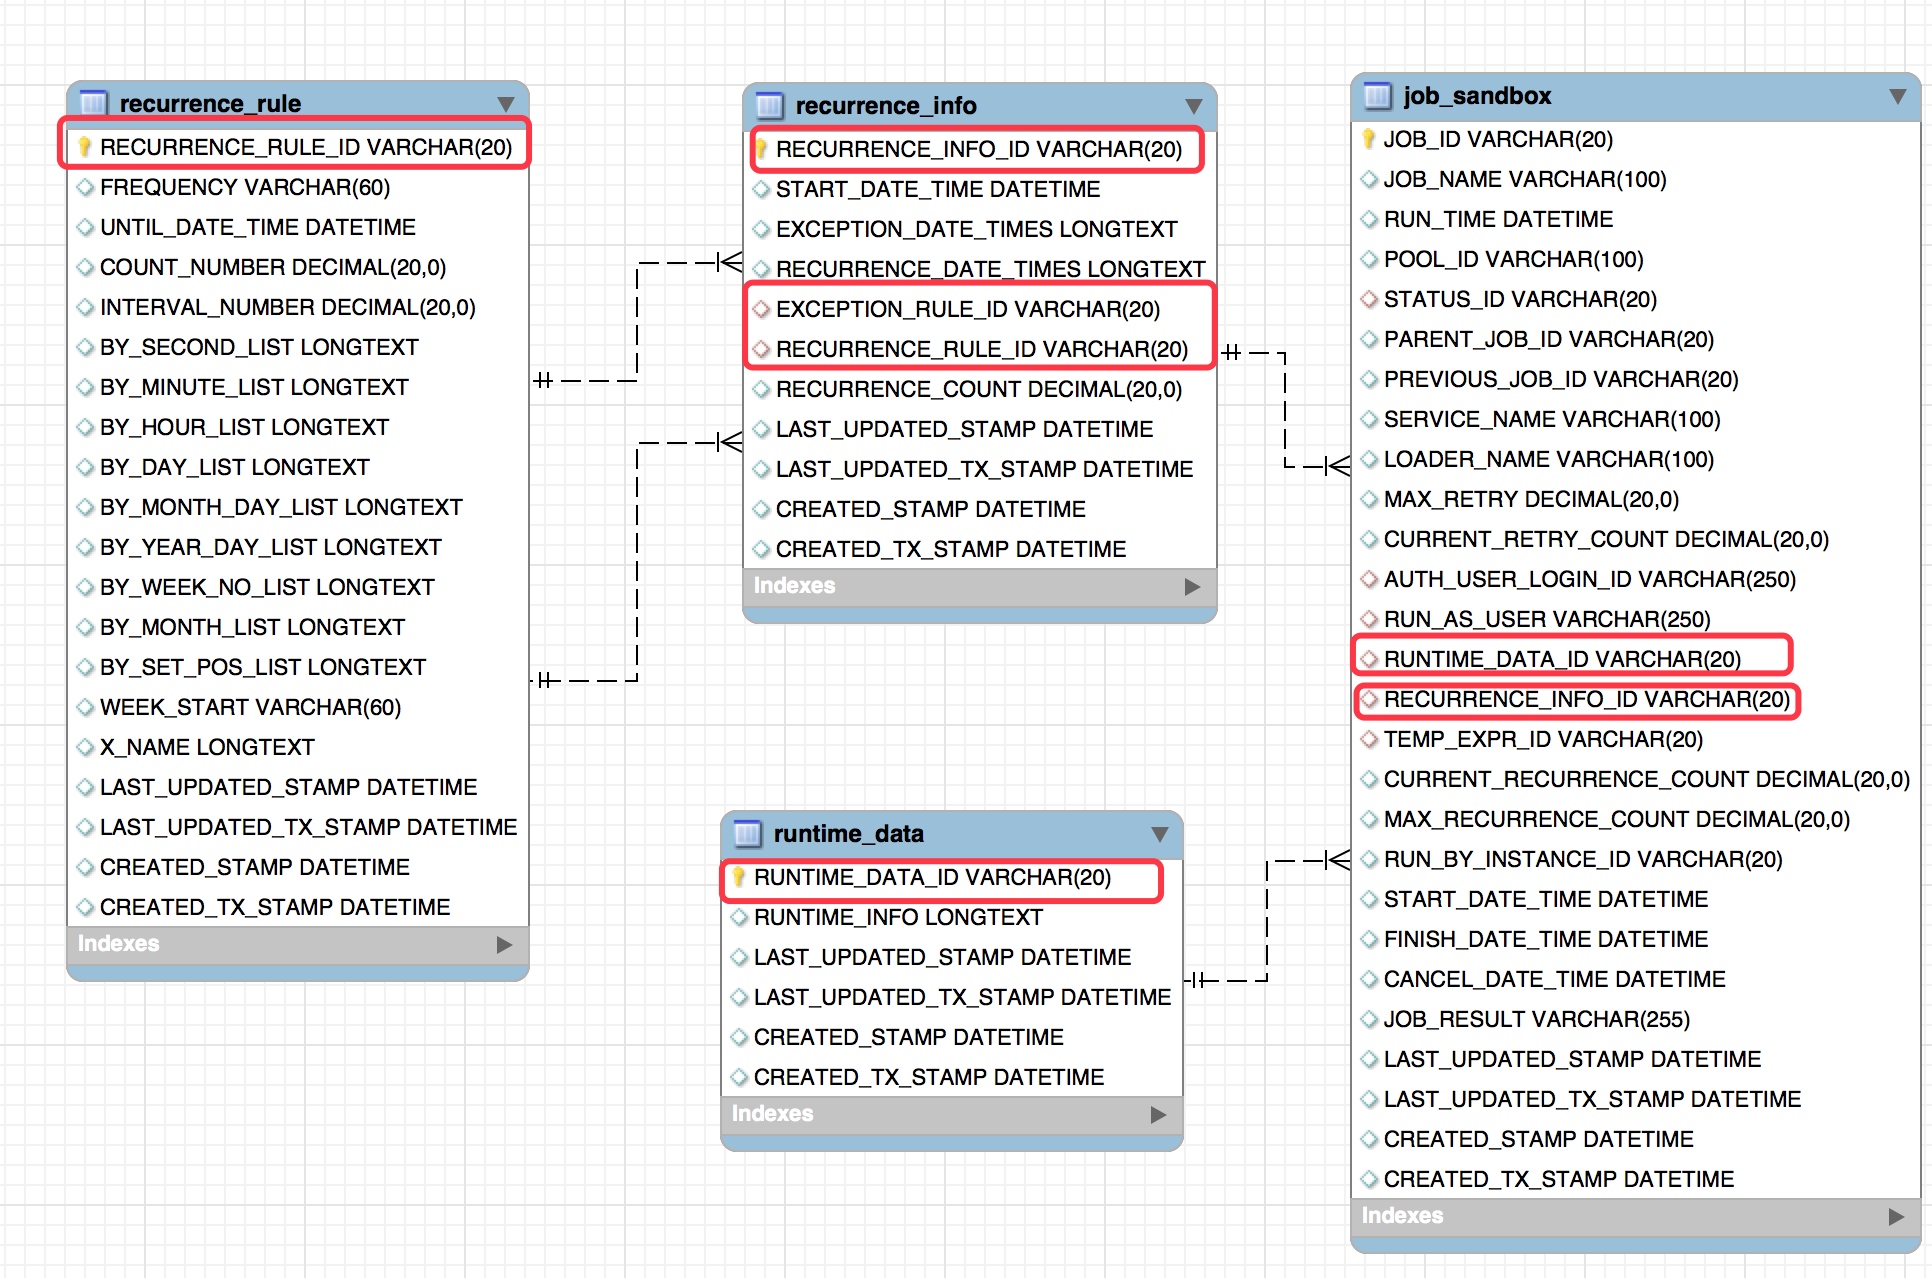 recurrence_rule
RECURRENCE_RULE_ID VARCHAR(20)
FREQUENCY VARCHAR(60)
UNTIL_DATE_TIME DATETIME
COUNT_NUMBER DECIMAL(20,0)
INTERVAL_NUMBER DECIMAL(20,0)
BY_SECOND_LIST LONGTEXT
BY_MINUTE_LIST LONGTEXT
BY_HOUR_LIST LONGTEXT
BY_DAY_LIST LONGTEXT
BY_MONTH_DAY_LIST LONGTEXT
BY_YEAR_DAY_LIST LONGTEXT
BY_WEEK_NO_LIST LONGTEXT
BY_MONTH_LIST LONGTEXT
BY_SET_POS_LIST LONGTEXT
WEEK_START VARCHAR(60)
X_NAME LONGTEXT
LAST_UPDATED_STAMP DATETIME
LAST_UPDATED_TX_STAMP DATETIME
CREATED_STAMP DATETIME
CREATED_TX_STAMP DATETIME
Indexes
recurrence_info
RECURRENCE_INFO_ID VARCHAR(20)
START_DATE_TIME DATETIME
EXCEPTION_DATE_TIMES LONGTEXT
RECURRENCE_DATE_TIMES LONGTEXT
EXCEPTION_RULE_ID VARCHAR(20)
RECURRENCE_RULE_ID VARCHAR(20)
RECURRENCE_COUNT DECIMAL(20,0)
LAST_UPDATED_STAMP DATETIME
LAST_UPDATED_TX_STAMP DATETIME
CREATED_STAMP DATETIME
CREATED_TX_STAMP DATETIME
Indexes
runtime_data
RUNTIME_DATA_ID VARCHAR(20)
RUNTIME_INFO LONGTEXT
LAST_UPDATED_STAMP DATETIME
LAST_UPDATED_TX_STAMP DATETIME
CREATED_STAMP DATETIME
CREATED_TX_STAMP DATETIME
Indexes
job_sandbox
JOB_ID VARCHAR(20)
JOB_NAME VARCHAR(100)
RUN_TIME DATETIME
POOL_ID VARCHAR(100)
STATUS_ID VARCHAR(20)
PARENT_JOB_ID VARCHAR(20)
PREVIOUS_JOB_ID VARCHAR(20)
SERVICE_NAME VARCHAR(100)
LOADER_NAME VARCHAR(100)
MAX_RETRY DECIMAL(20,0)
CURRENT_RETRY_COUNT DECIMAL(20,0)
AUTH_USER_LOGIN_ID VARCHAR(250)
RUN_AS_USER VARCHAR(250)
RUNTIME_DATA_ID VARCHAR(20)
RECURRENCE_INFO_ID VARCHAR(20)
TEMP_EXPR_ID VARCHAR(20)
CURRENT_RECURRENCE_COUNT DECIMAL(20,0)
MAX_RECURRENCE_COUNT DECIMAL(20,0)
RUN_BY_INSTANCE_ID VARCHAR(20)
START_DATE_TIME DATETIME
FINISH_DATE_TIME DATETIME
CANCEL_DATE_TIME DATETIME
JOB_RESULT VARCHAR(255)
LAST_UPDATED_STAMP DATETIME
LAST_UPDATED_TX_STAMP DATETIME
CREATED_STAMP DATETIME
CREATED_TX_STAMP DATETIME
Indexes